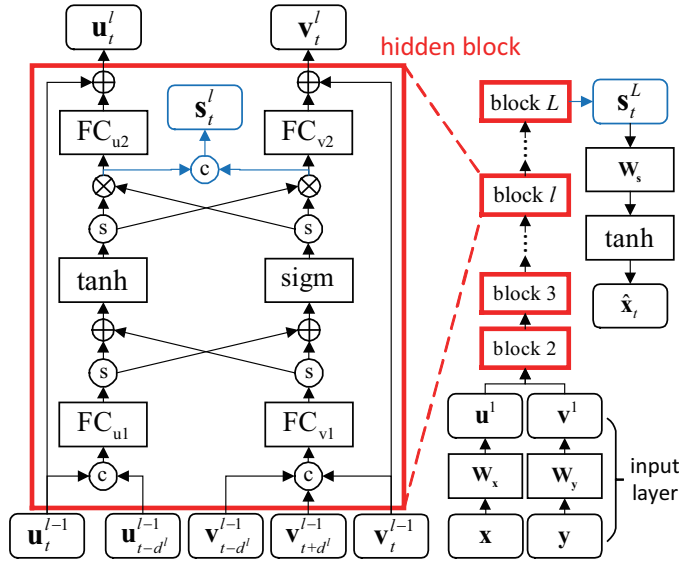 u_t^l
v_t^l
hidden block
s_t^l
FC_u2
FC_v2
c
s
s
tanh
sigm
s
s
FC_u1
FC_v1
c
c
u_t^{l-1}
u_{t-d^l}^{l-1}
v_{t-d^l}^{l-1}
v_{t+d^l}^{l-1}
v_t^{l-1}
block L
s_t^L
block l
w_s
tanh
block 3
x̂_t
block 2
u^1
v^1
w_x
w_y
input
layer
x
y